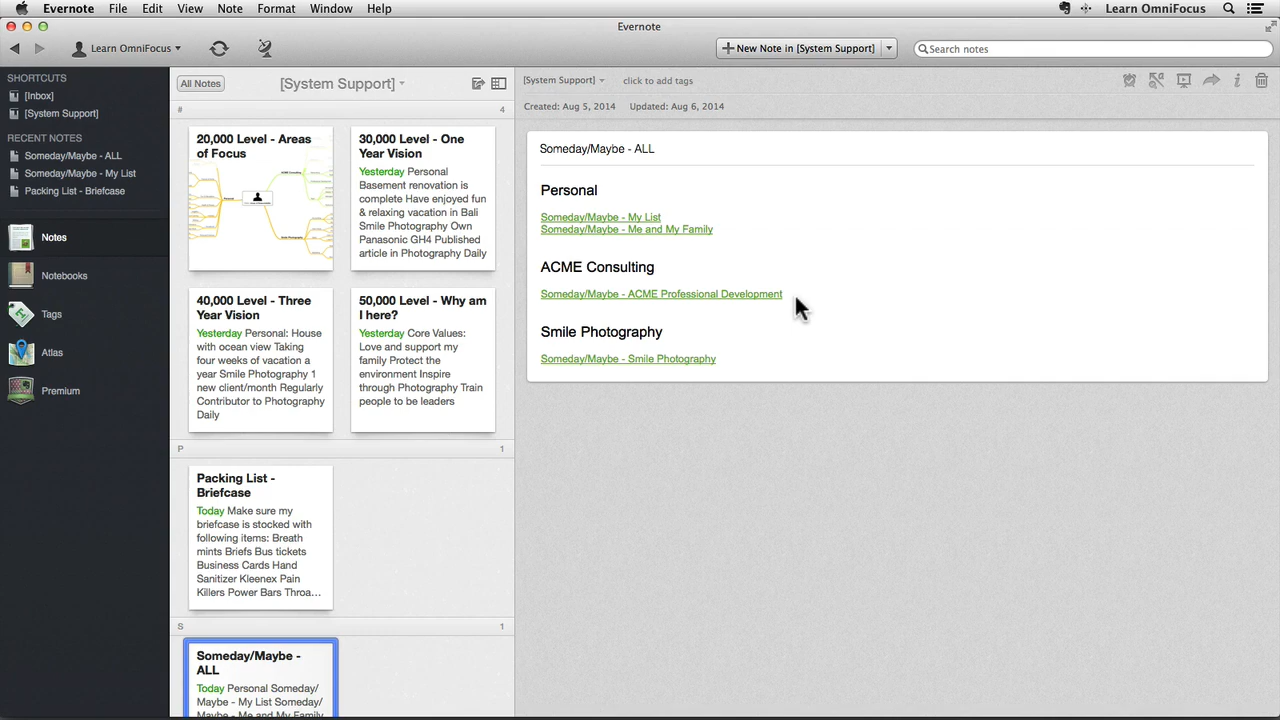 Evernote File Edit View Note Format Window Help Learn OmniFocus
Evernote
Learn OmniFocus
New Note in [System Support]
Search notes
SHORTCUTS
[Inbox]
[System Support]
RECENT NOTES
Someday/Maybe - ALL
Someday/Maybe - My List
Packing List - Briefcase
Notes
Notebooks
Tags
Atlas
Premium
All Notes
[System Support]
# 4
20,000 Level - Areas
of Focus
30,000 Level - One
Year Vision
Yesterday Personal
Basement renovation is
complete Have enjoyed fun
& relaxing vacation in Bali
Smile Photography Own
Panasonic GH4 Published
article in Photography Daily
40,000 Level - Three
Year Vision
Yesterday Personal: House
with ocean view Taking
four weeks of vacation a
year Smile Photography 1
new client/month Regularly
Contributor to Photography
Daily
50,000 Level - Why am
I here?
Yesterday Core Values:
Love and support my
family Protect the
environment Inspire
through Photography Train
people to be leaders
P 1
Packing List -
Briefcase
Today Make sure my
briefcase is stocked with
following items: Breath
mints Briefs Bus tickets
Business Cards Hand
Sanitizer Kleenex Pain
Killers Power Bars Throa...
S 1
Someday/Maybe -
ALL
Today Personal Someday/
Maybe - My List Someday/
Maybe - Me and My Family
[System Support]
click to add tags
Created: Aug 5, 2014 Updated: Aug 6, 2014
Someday/Maybe - ALL
Personal
Someday/Maybe - My List
Someday/Maybe - Me and My Family
ACME Consulting
Someday/Maybe - ACME Professional Development
Smile Photography
Someday/Maybe - Smile Photography